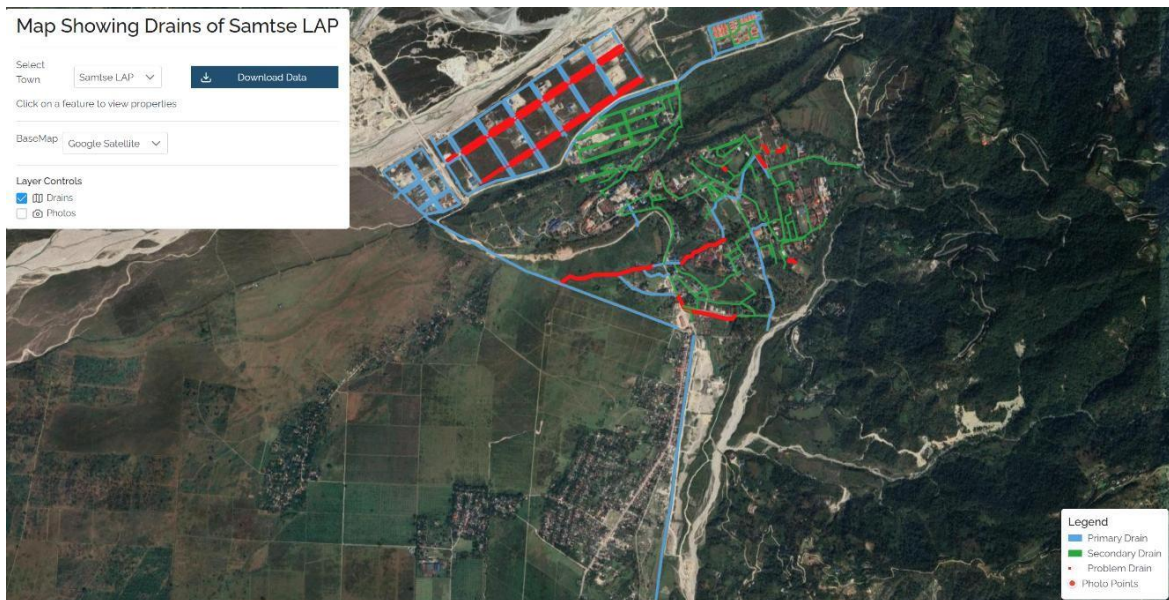 Map Showing Drains of Samtse LAP
Select
Town
Samtse LAP
Download Data
Click on a feature to view properties
BaseMap
Google Satellite
Layer Controls
Drains
Photos
Legend
Primary Drain
Secondary Drain
Problem Drain
Photo Points